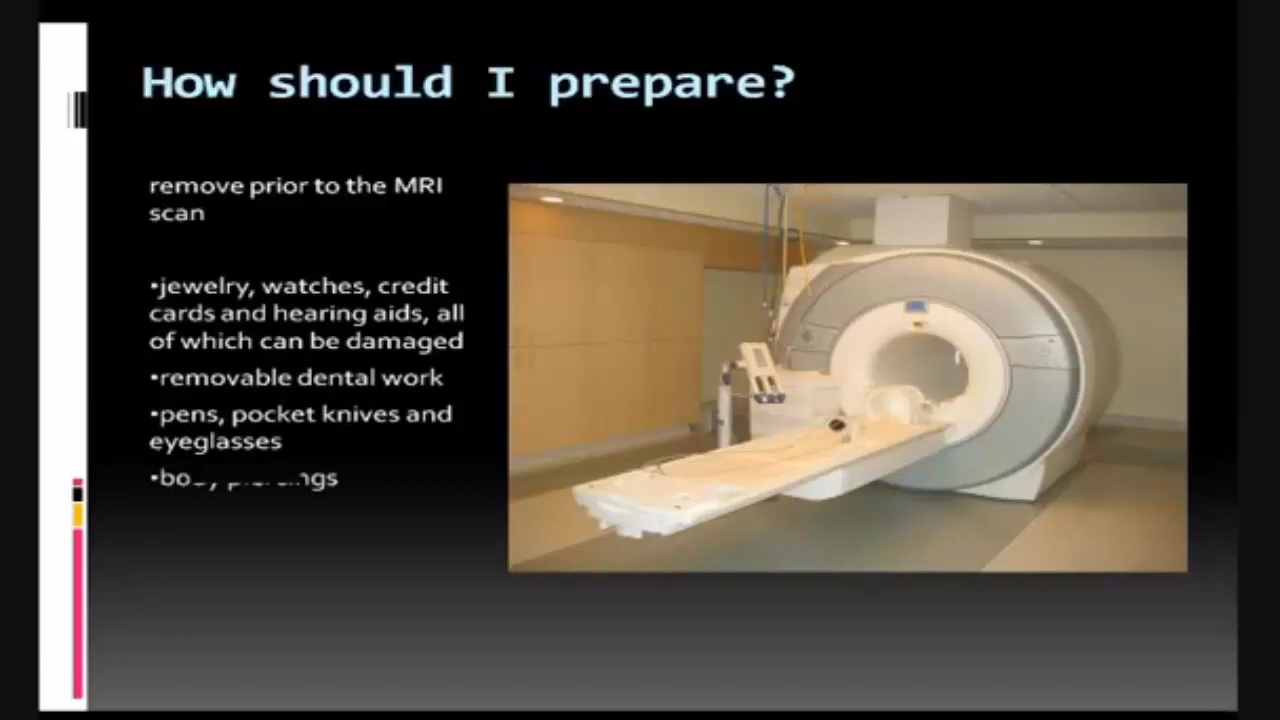 How should I prepare?
remove prior to the MRI
scan
•jewelry, watches, credit
cards and hearing aids, all
of which can be damaged
•removable dental work
•pens, pocket knives and
eyeglasses